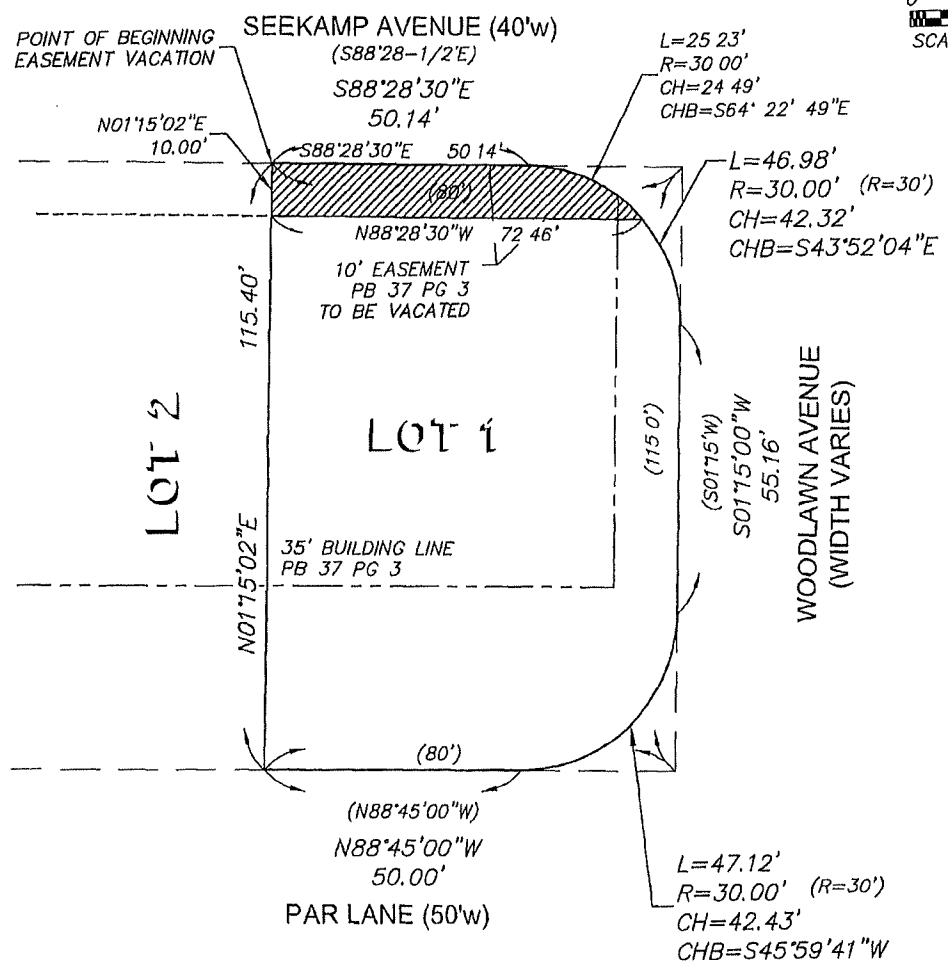 SCA
SEEKAMP AVENUE (40'w)
(S88°28-1/2'E)
S88°28'30"E
50.14'
POINT OF BEGINNING
EASEMENT VACATION
N01°15'02"E
10.00'
L=25 23'
R=30 00'
CH=24 49'
CHB=S64° 22' 49"E
S88°28'30"E 50 14'
(80')
N88°28'30"W 72 46'
10' EASEMENT
PB 37 PG 3
TO BE VACATED
L=46.98'
R=30.00' (R=30')
CH=42.32'
CHB=S43°52'04"E
115.40'
N01°15'02"E
LOT 2
LOT 1
(115 0')
(S01°15'W)
S01°15'00"W
55.16'
WOODLAWN AVENUE
(WIDTH VARIES)
35' BUILDING LINE
PB 37 PG 3
(80')
(N88°45'00"W)
N88°45'00"W
50.00'
PAR LANE (50'w)
L=47.12'
R=30.00' (R=30')
CH=42.43'
CHB=S45°59'41"W